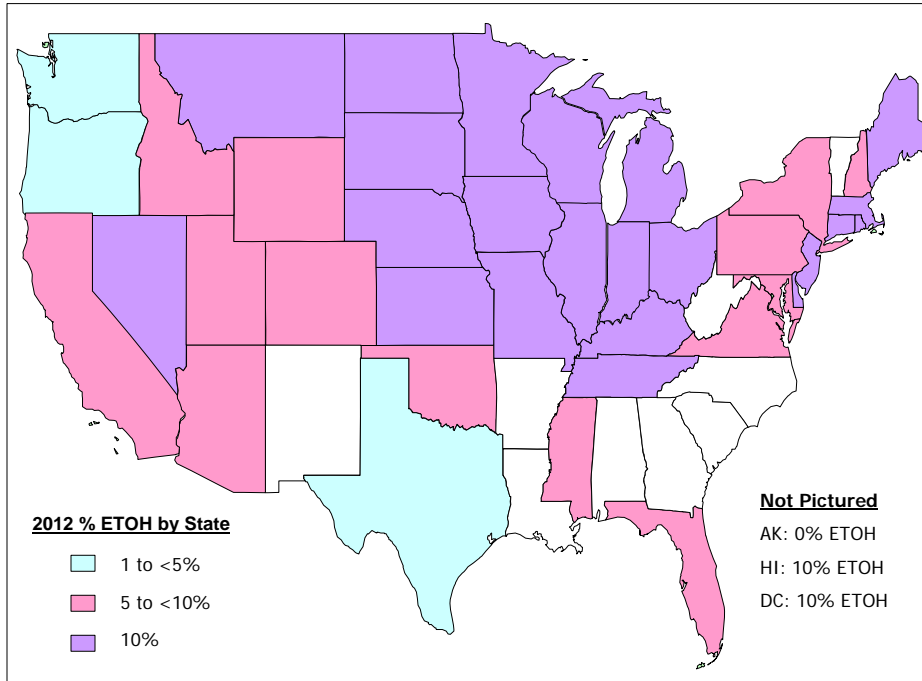 2012 % ETOH by State
1 to <5%
5 to <10%
10%
Not Pictured
AK: 0% ETOH
HI: 10% ETOH
DC: 10% ETOH